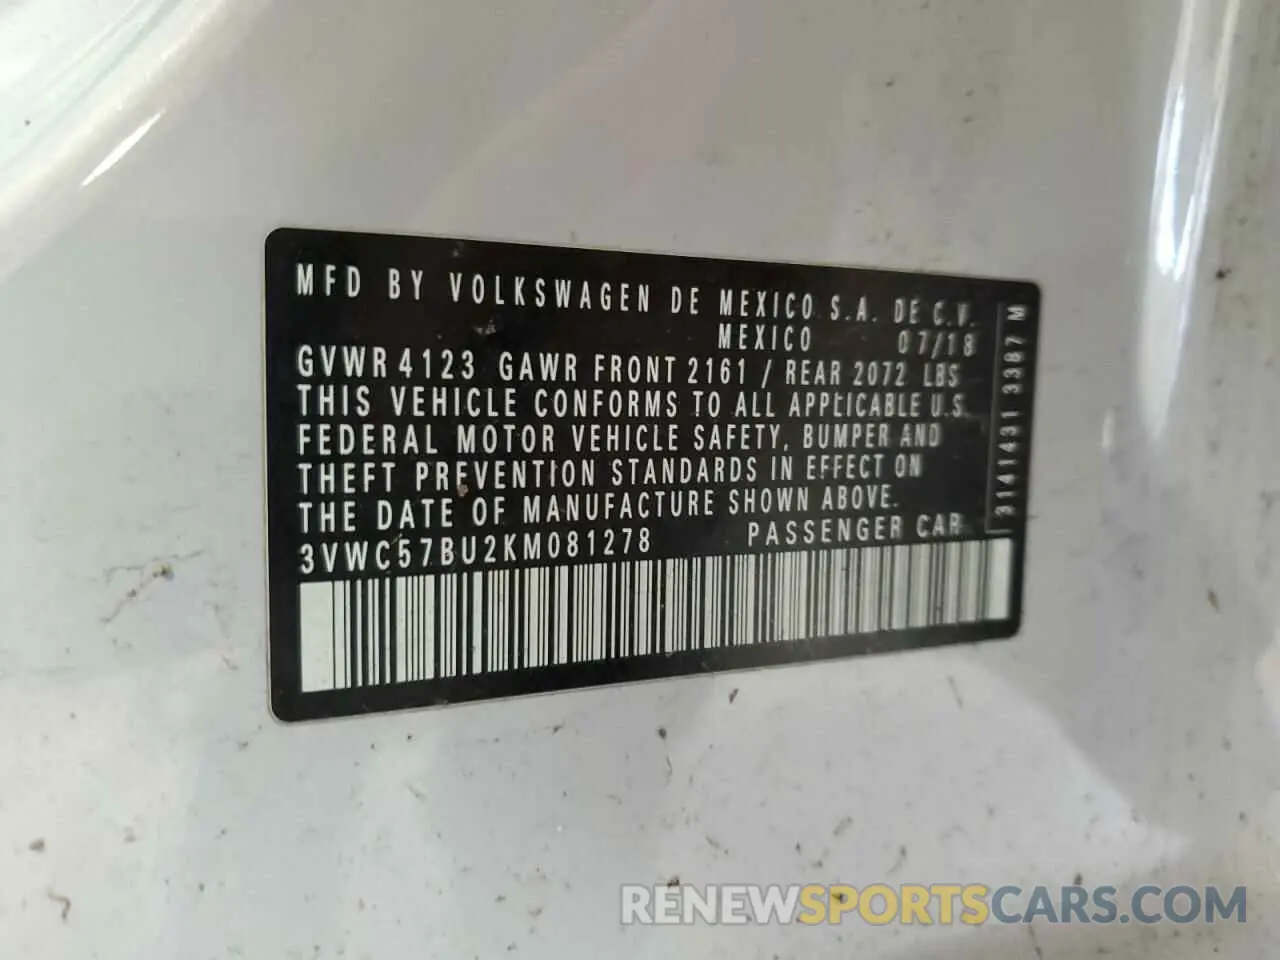 MFD BY VOLKSWAGEN DE MEXICO S.A. DE C.V.
MEXICO 07/18
GVWR 4123 GAWR FRONT 2161 / REAR 2072 LBS
THIS VEHICLE CONFORMS TO ALL APPLICABLE U.S.
FEDERAL MOTOR VEHICLE SAFETY, BUMPER AND
THEFT PREVENTION STANDARDS IN EFFECT ON
THE DATE OF MANUFACTURE SHOWN ABOVE.
3VWC57BU2KM081278 PASSENGER CAR
3141431 3387 M
RENEWSPORTSCARS.COM